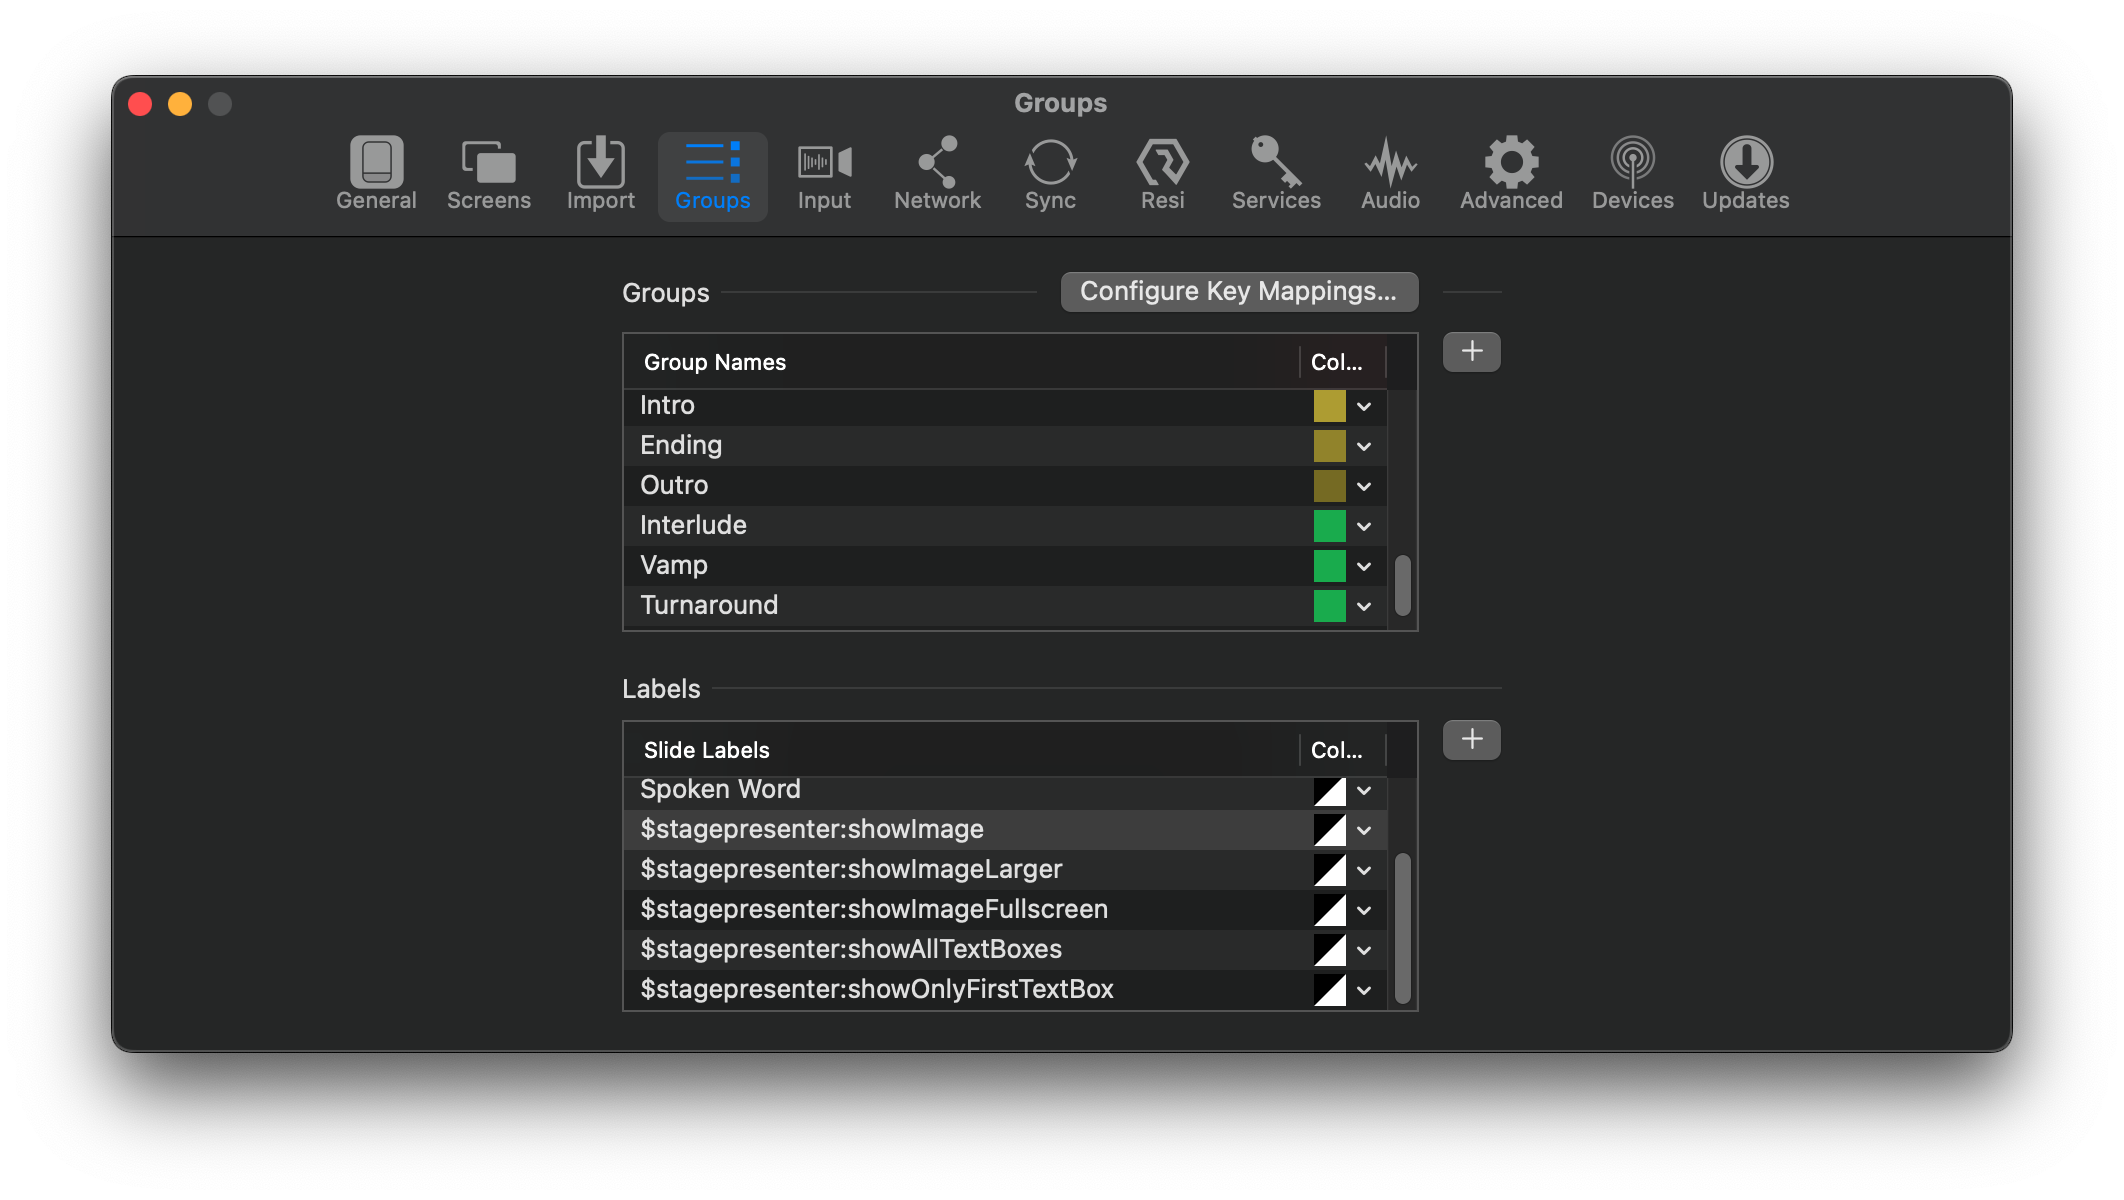 Groups
General Screens Import Groups Input Network Sync Resi Services Audio Advanced Devices Updates
Groups Configure Key Mappings...
Group Names Col...
Intro
Ending
Outro
Interlude
Vamp
Turnaround
Labels
Slide Labels Col...
Spoken Word
$stagepresenter:showImage
$stagepresenter:showImageLarger
$stagepresenter:showImageFullscreen
$stagepresenter:showAllTextBoxes
$stagepresenter:showOnlyFirstTextBox